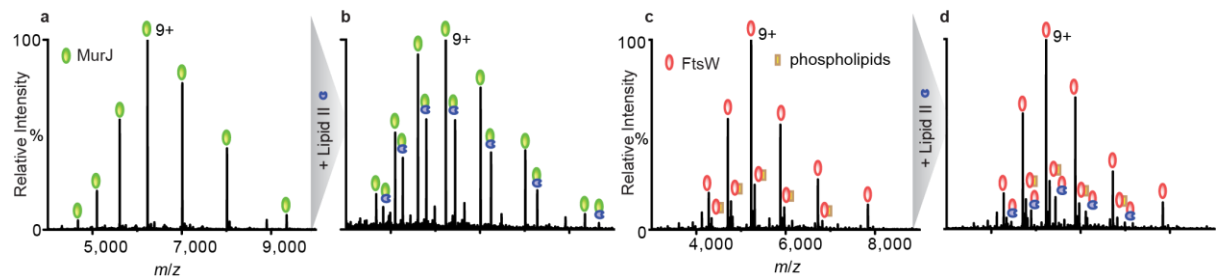 a
b
c
d
100
9+
MurJ
Relative Intensity
%
0
5,000 7,000 9,000
m/z
+ Lipid II
9+
100
9+
FtsW
phospholipids
Relative Intensity
%
0
4,000 6,000 8,000
m/z
+ Lipid II
9+